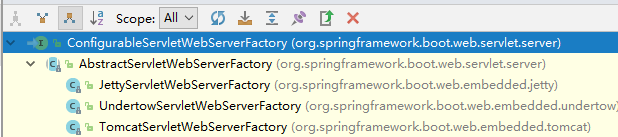 Scope: All
ConfigurableServletWebServerFactory (org.springframework.boot.web.servlet.server)
AbstractServletWebServerFactory (org.springframework.boot.web.servlet.server)
JettyServletWebServerFactory (org.springframework.boot.web.embedded.jetty)
UndertowServletWebServerFactory (org.springframework.boot.web.embedded.undertow)
TomcatServletWebServerFactory (org.springframework.boot.web.embedded.tomcat)